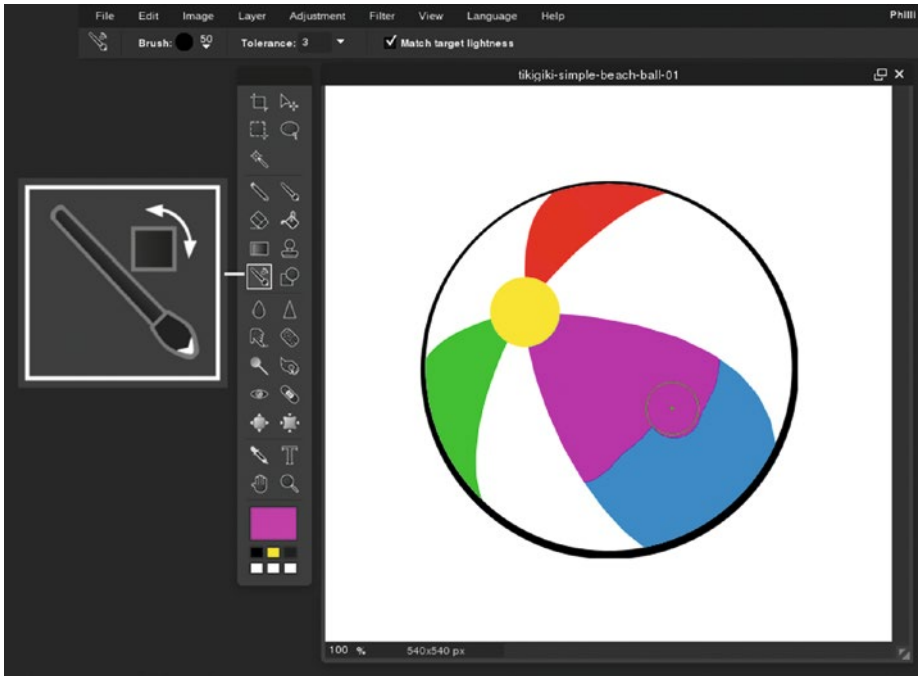 File Edit Image Layer Adjustment Filter View Language Help Philli
Brush: 50 Tolerance: 3 Match target lightness
tikigiki-simple-beach-ball-01
100 % 540x540 px